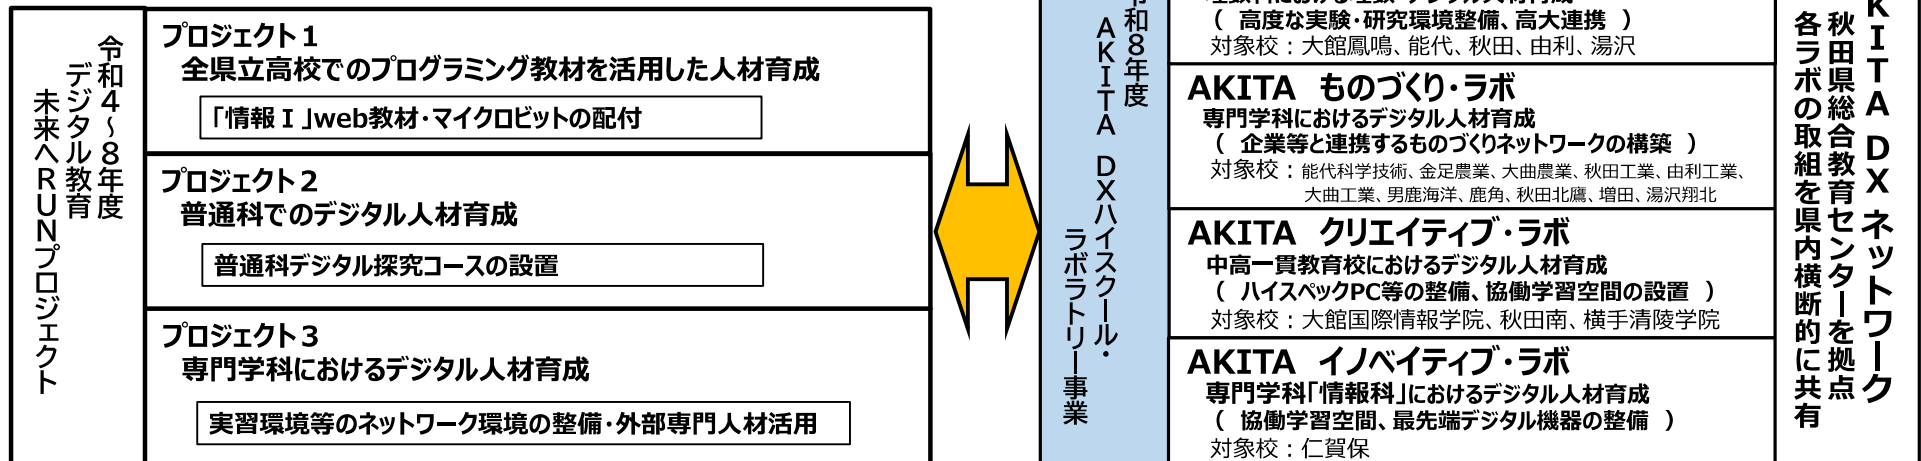 令和４～８年度
デジタル教育
未来へＲＵＮプロジェクト
プロジェクト１
全県立高校でのプログラミング教材を活用した人材育成
「情報Ⅰ」web教材・マイクロビットの配付
プロジェクト２
普通科でのデジタル人材育成
普通科デジタル探究コースの設置
プロジェクト３
専門学科におけるデジタル人材育成
実習環境等のネットワーク環境の整備・外部専門人材活用
和８年度
ＡＫＩＴＡ ＤＸハイスクール・
ラボラトリー事業
（ 高度な実験・研究環境整備、高大連携 ）
対象校：大館鳳鳴、能代、秋田、由利、湯沢
AKITA ものづくり・ラボ
専門学科におけるデジタル人材育成
（ 企業等と連携するものづくりネットワークの構築 ）
対象校：能代科学技術、金足農業、大曲農業、秋田工業、由利工業、
大曲工業、男鹿海洋、鹿角、秋田北鷹、増田、湯沢翔北
AKITA クリエイティブ・ラボ
中高一貫教育校におけるデジタル人材育成
（ ハイスペックPC等の整備、協働学習空間の設置 ）
対象校：大館国際情報学院、秋田南、横手清陵学院
AKITA イノベイティブ・ラボ
専門学科「情報科」におけるデジタル人材育成
（ 協働学習空間、最先端デジタル機器の整備 ）
対象校：仁賀保
ＫＩＴＡ ＤＸ ネットワーク
秋田県総合教育センターを拠点
各ラボの取組を県内横断的に共有